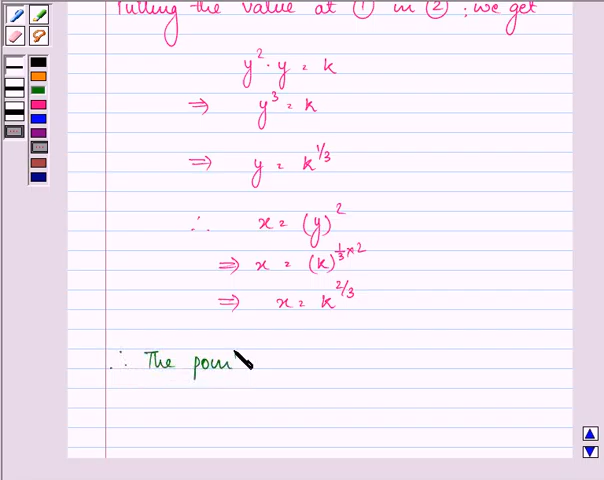 Putting the value at ① in ② ; we get
y² · y = k
⇒ y³ = k
⇒ y = k^1/3
∴ x = (y)²
⇒ x = (k)^1/3 × 2
⇒ x = k^2/3
∴ The poin